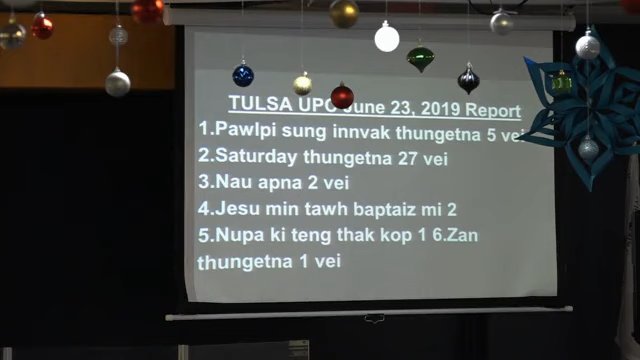 TULSA UPC June 23, 2019 Report
1.Pawlpi sung innvak thungetna 5 vei
2.Saturday thungetna 27 vei
3.Nau apna 2 vei
4.Jesu min tawh baptaiz mi 2
5.Nupa ki teng thak kop 1 6.Zan
thungetna 1 vei